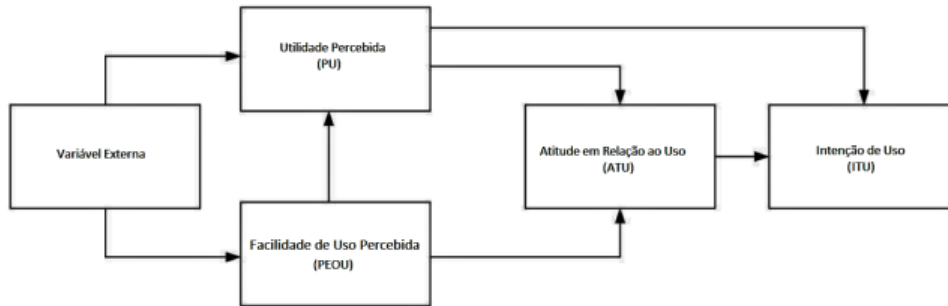 Utilidade Percebida
(PU)
Variável Externa
Atitude em Relação ao Uso
(ATU)
Intenção de Uso
(ITU)
Facilidade de Uso Percebida
(PEOU)